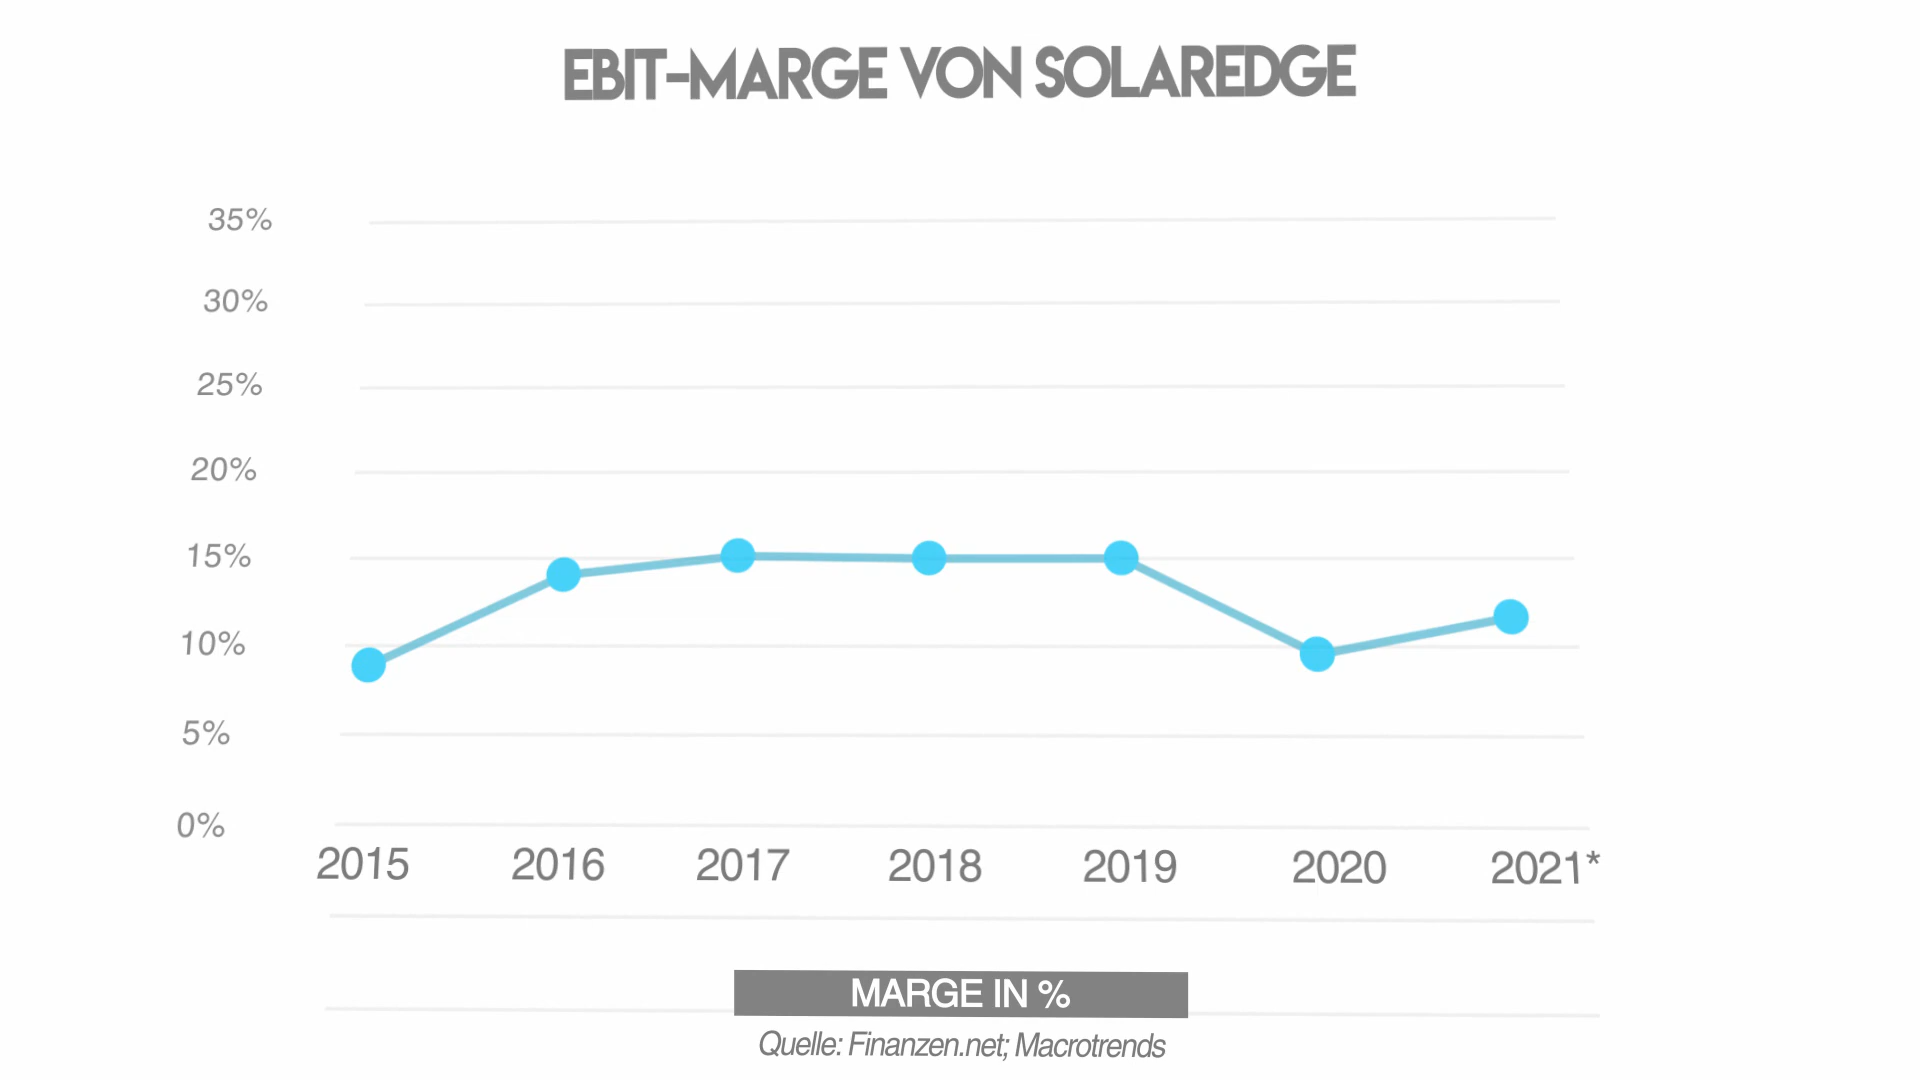 EBIT-MARGE VON SOLAREDGE
35%
30%
25%
20%
15%
10%
5%
0%
2015 2016 2017 2018 2019 2020 2021*
MARGE IN %
Quelle: Finanzen.net; Macrotrends